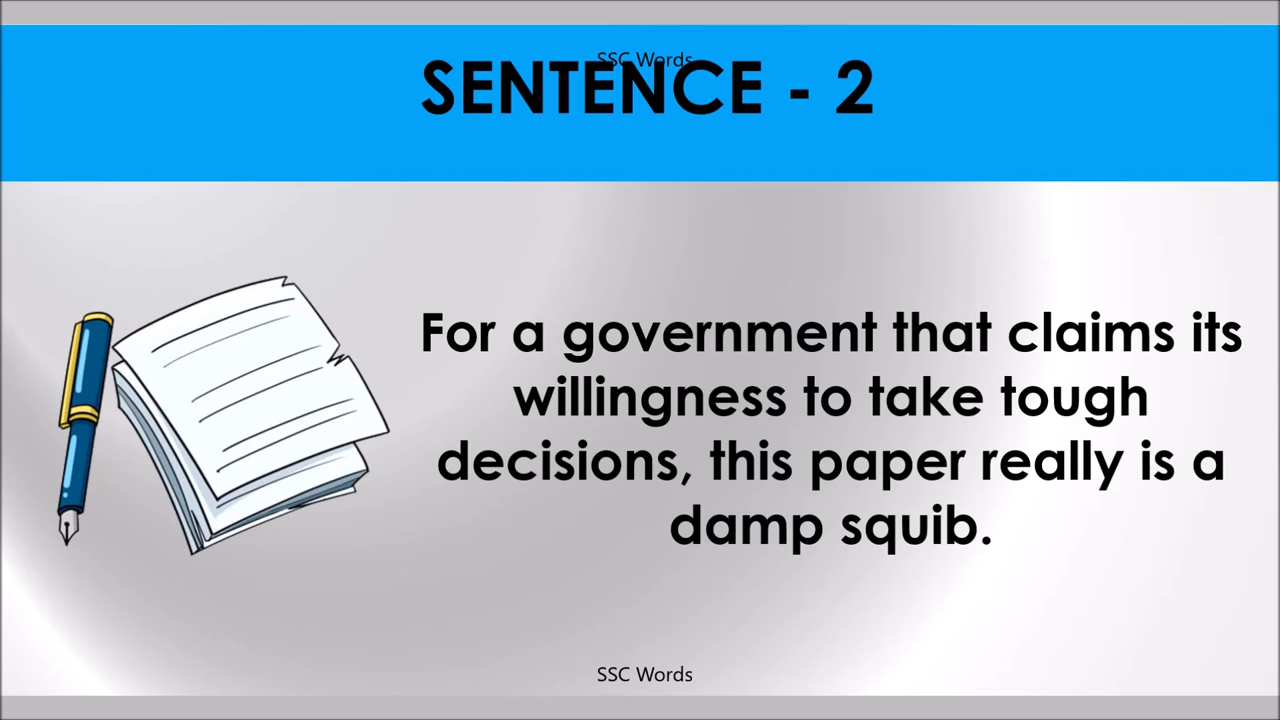 SSC Words
SENTENCE - 2
For a government that claims its
willingness to take tough
decisions, this paper really is a
damp squib.
SSC Words